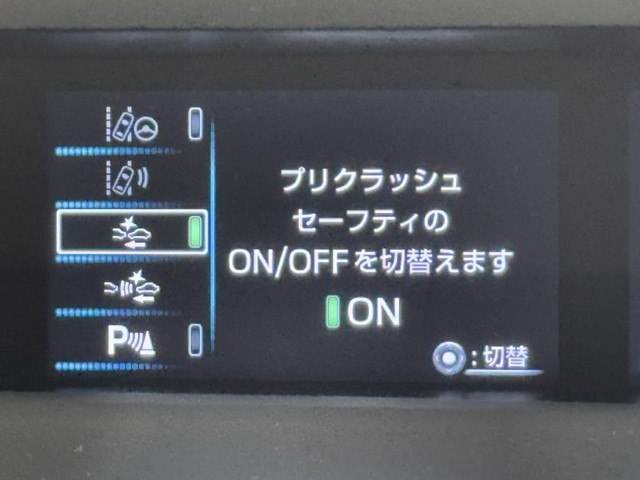 プリクラッシュ
セーフティの
ON/OFFを切替えます
ON
P
:切替